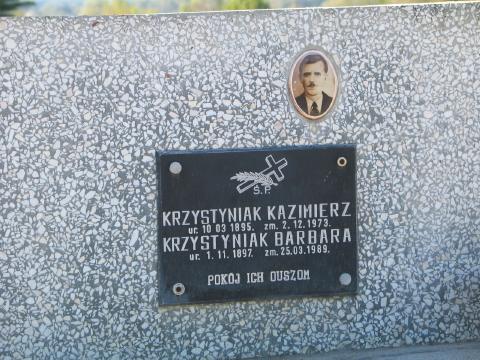 Ś.P.
KRZYSTYNIAK KAZIMIERZ
ur. 10 03 1895. zm. 2.12.1973.
KRZYSTYNIAK BARBARA
ur. 1.11.1897. zm. 25.03.1989.
POKÓJ ICH DUSZOM